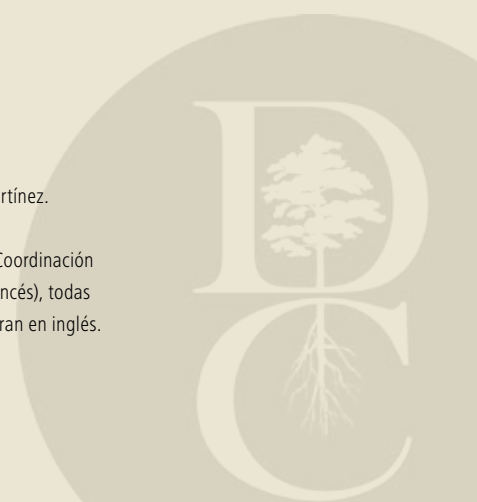 rtínez.
Coordinación
ncés), todas
ran en inglés.
D
C